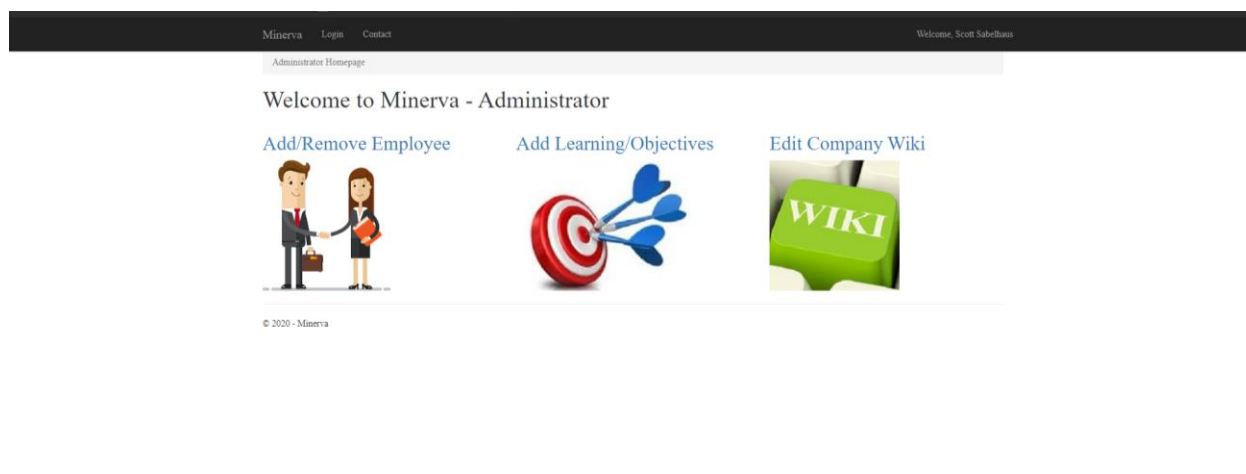 Minerva Login Contact Welcome, Scott Sabelhaus
Administrator Homepage
Welcome to Minerva - Administrator
Add/Remove Employee Add Learning/Objectives Edit Company Wiki
WIKI
© 2020 - Minerva